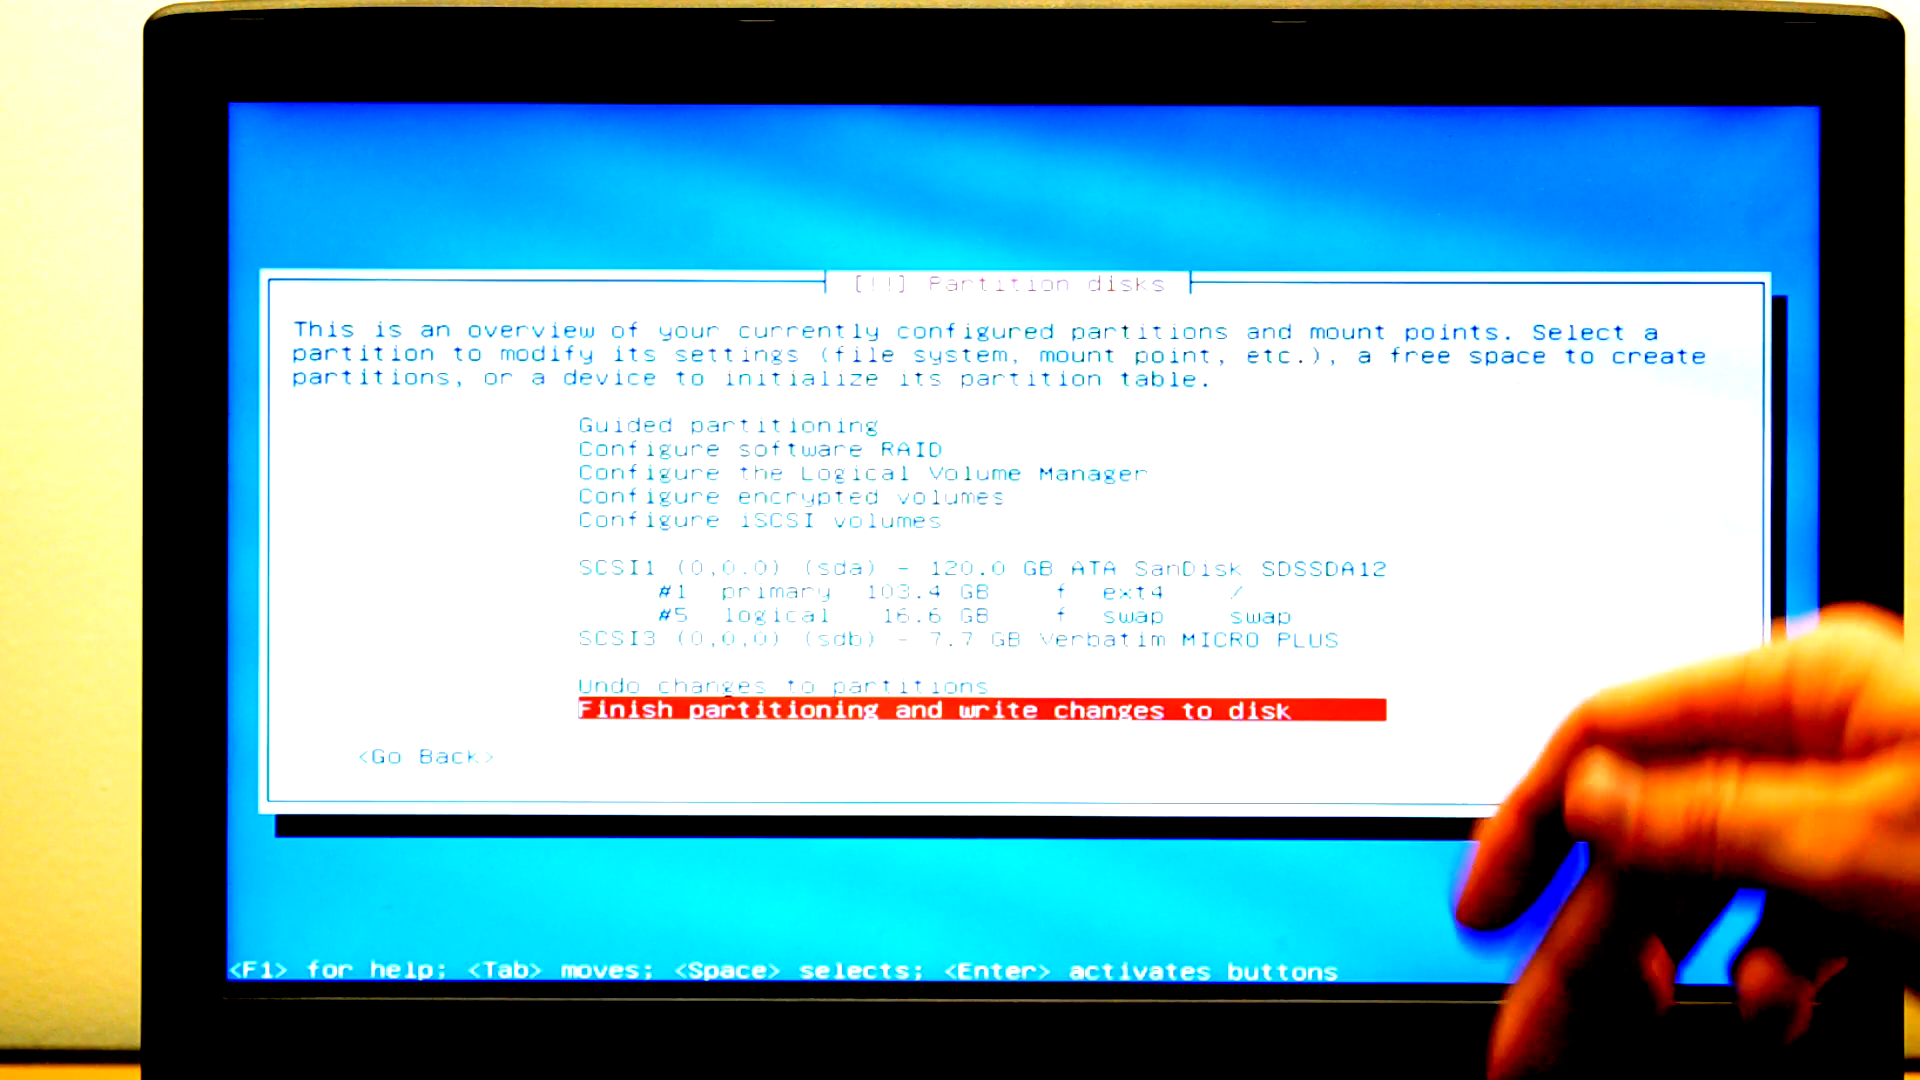 [!!] Partition disks
This is an overview of your currently configured partitions and mount points. Select a
partition to modify its settings (file system, mount point, etc.), a free space to create
partitions, or a device to initialize its partition table.
Guided partitioning
Configure software RAID
Configure the Logical Volume Manager
Configure encrypted volumes
Configure iSCSI volumes
SCSI1 (0,0,0) (sda) - 120.0 GB ATA SanDisk SDSSDA12
#1 primary 103.4 GB f ext4 /
#5 logical 16.6 GB f swap swap
SCSI3 (0,0,0) (sdb) - 7.7 GB Verbatim MICRO PLUS
Undo changes to partitions
Finish partitioning and write changes to disk
<Go Back>
<F1> for help; <Tab> moves; <Space> selects; <Enter> activates buttons